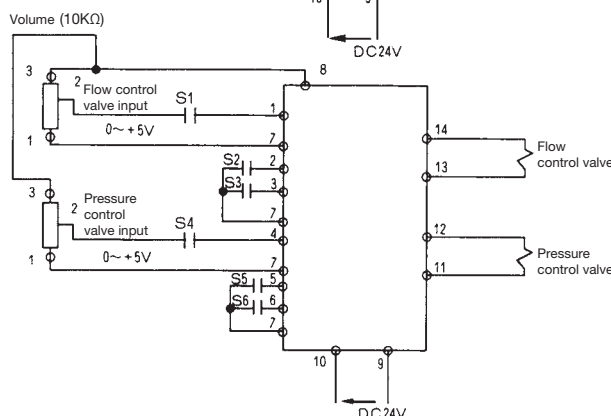 10 9
DC24V
Volume (10KΩ)
8
3
2 Flow control
valve input
S1
1
0~+5V
1
7
14
Flow
control valve
13
S2
2
S3
3
7
3
2
Pressure
control
valve input
S4
4
0~+5V
1
7
12
Pressure
control valve
11
S5
5
S6
6
7
10
9
DC24V